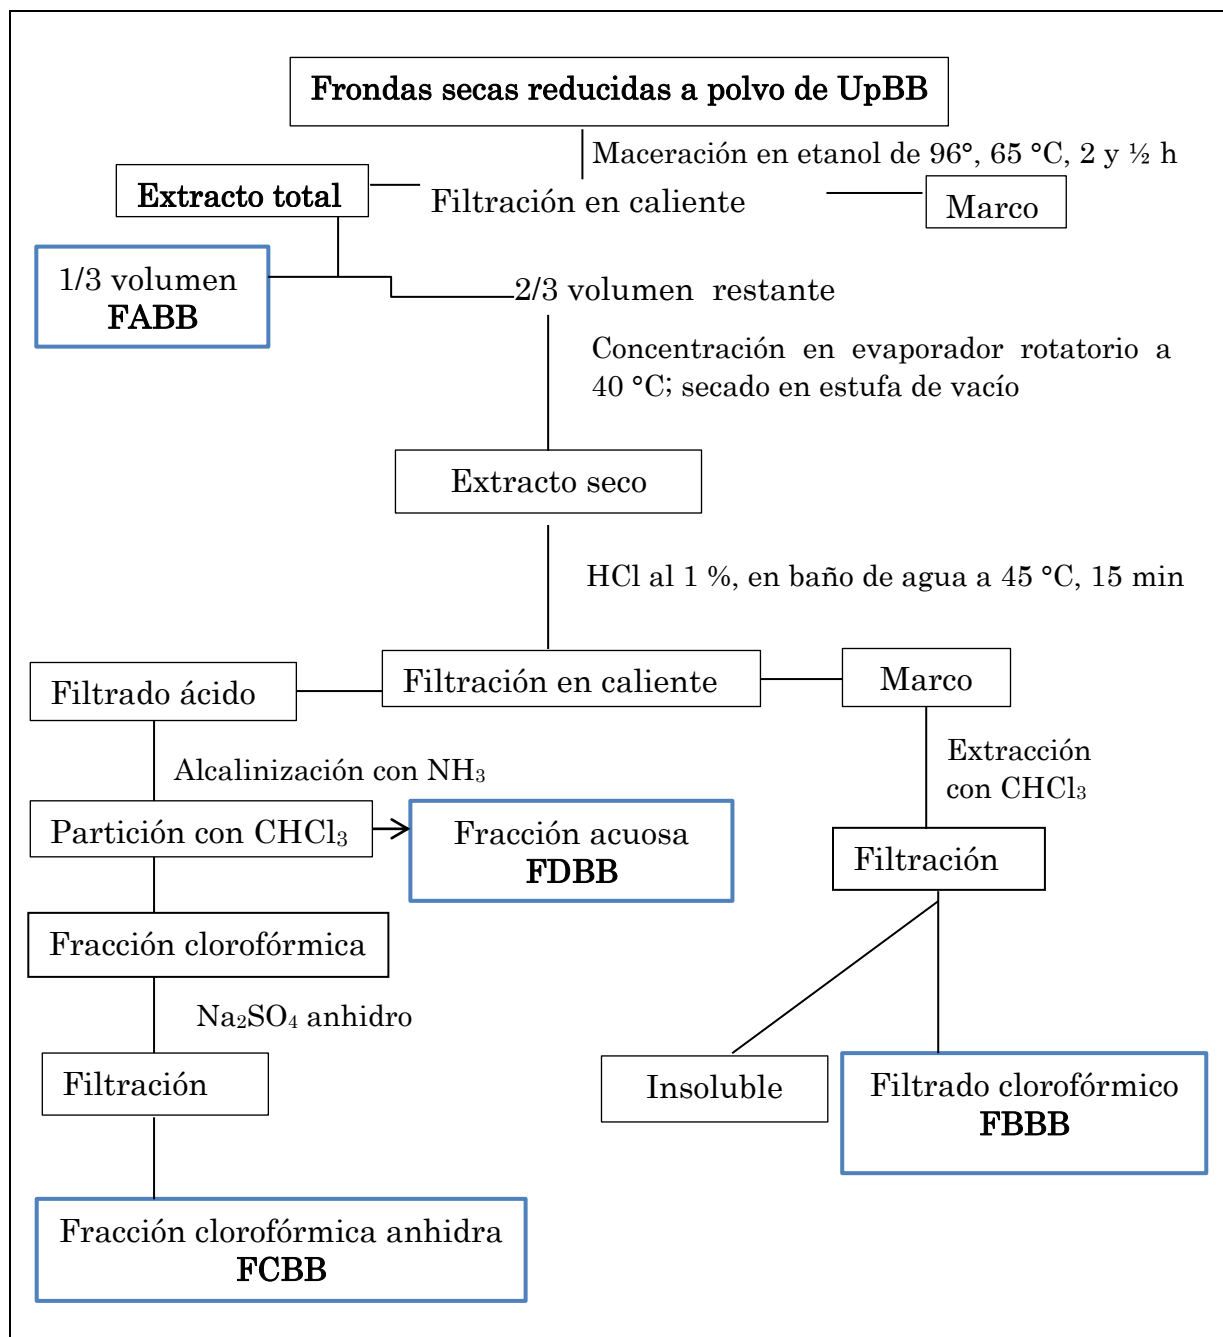 Frondas secas reducidas a polvo de UpBB
Maceración en etanol de 96°, 65 °C, 2 y ½ h
Extracto total
Filtración en caliente
Marco
1/3 volumen
FABB
2/3 volumen restante
Concentración en evaporador rotatorio a
40 °C; secado en estufa de vacío
Extracto seco
HCl al 1 %, en baño de agua a 45 °C, 15 min
Filtrado ácido
Filtración en caliente
Marco
Alcalinización con NH₃
Extracción
con CHCl₃
Partición con CHCl₃
Fracción acuosa
FDBB
Filtración
Fracción clorofórmica
Na₂SO₄ anhidro
Filtración
Insoluble
Filtrado clorofórmico
FBBB
Fracción clorofórmica anhidra
FCBB